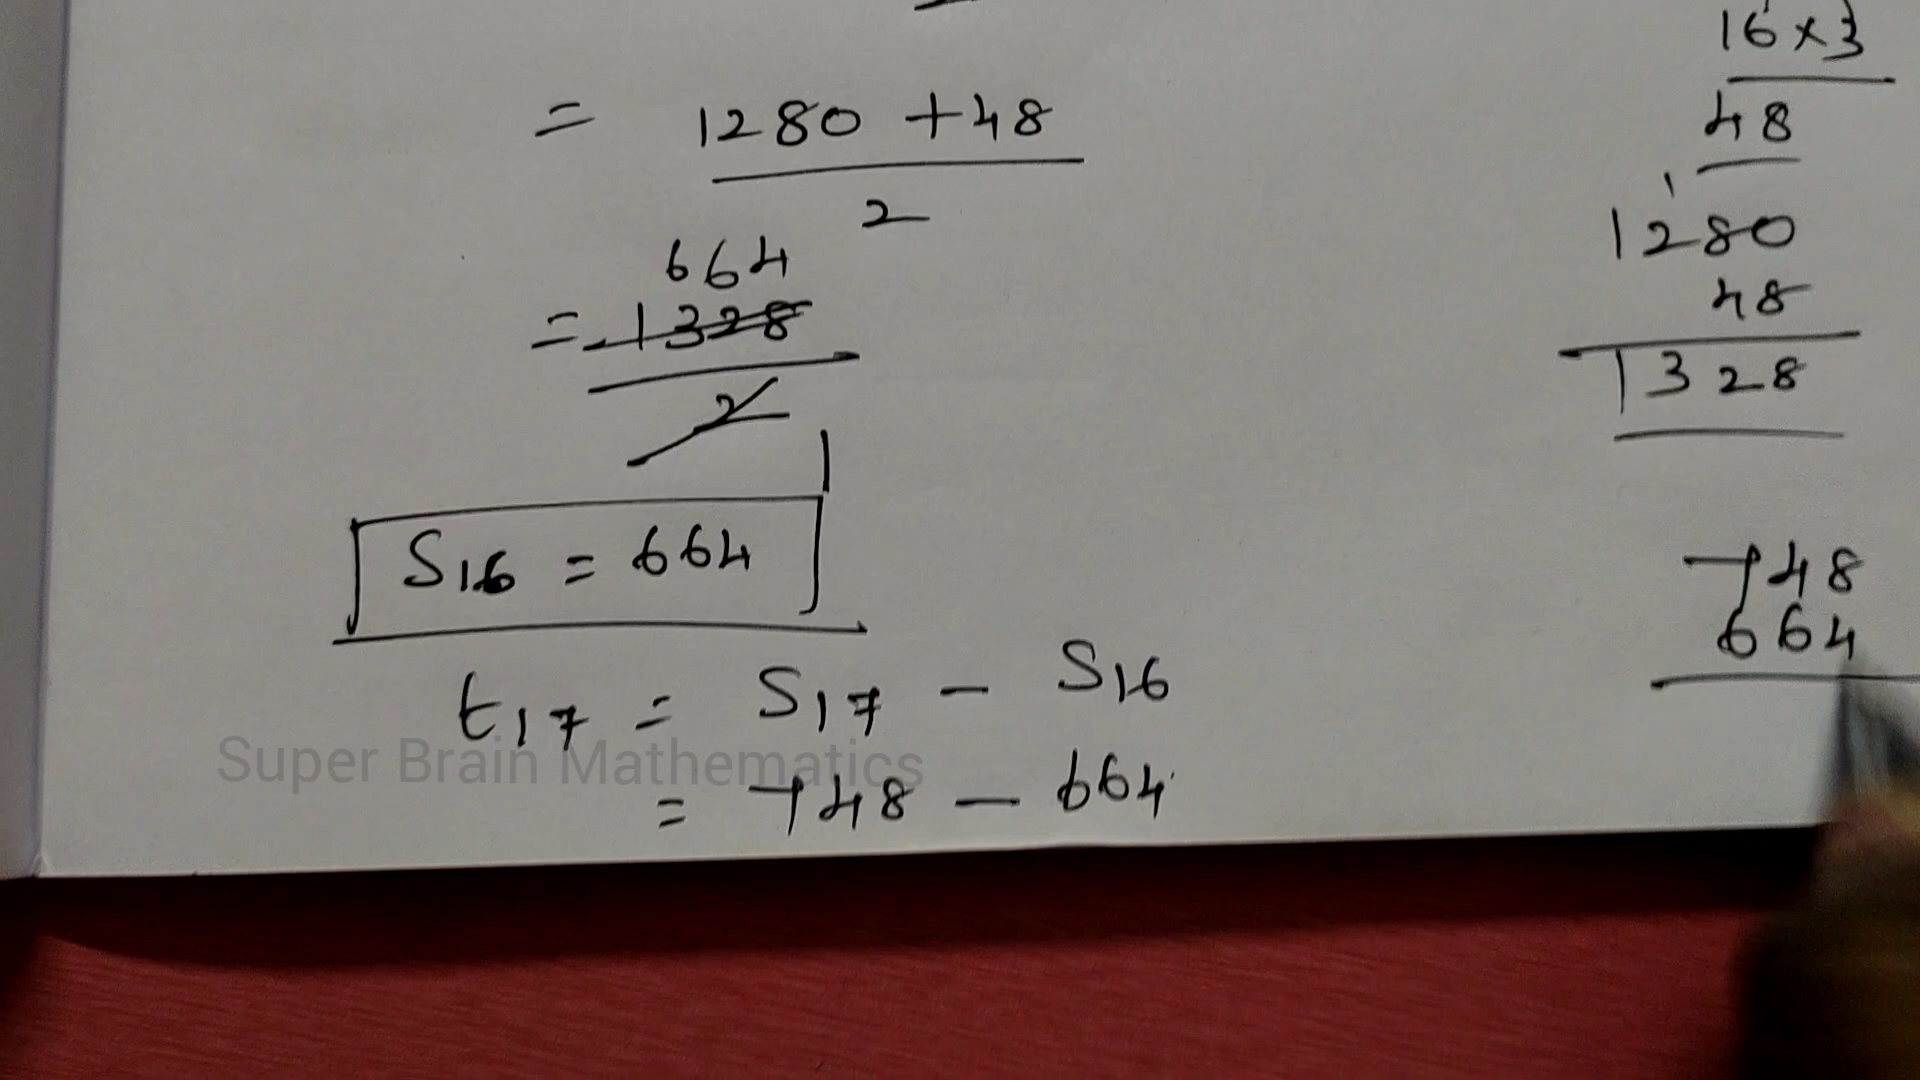 = 1280 + 48
2
664
= 1328
2
S16 = 664
t17 = S17 - S16
= 748 - 664
16 x 3
48
1
1280
48
1328
748
664
Super Brain Mathematics